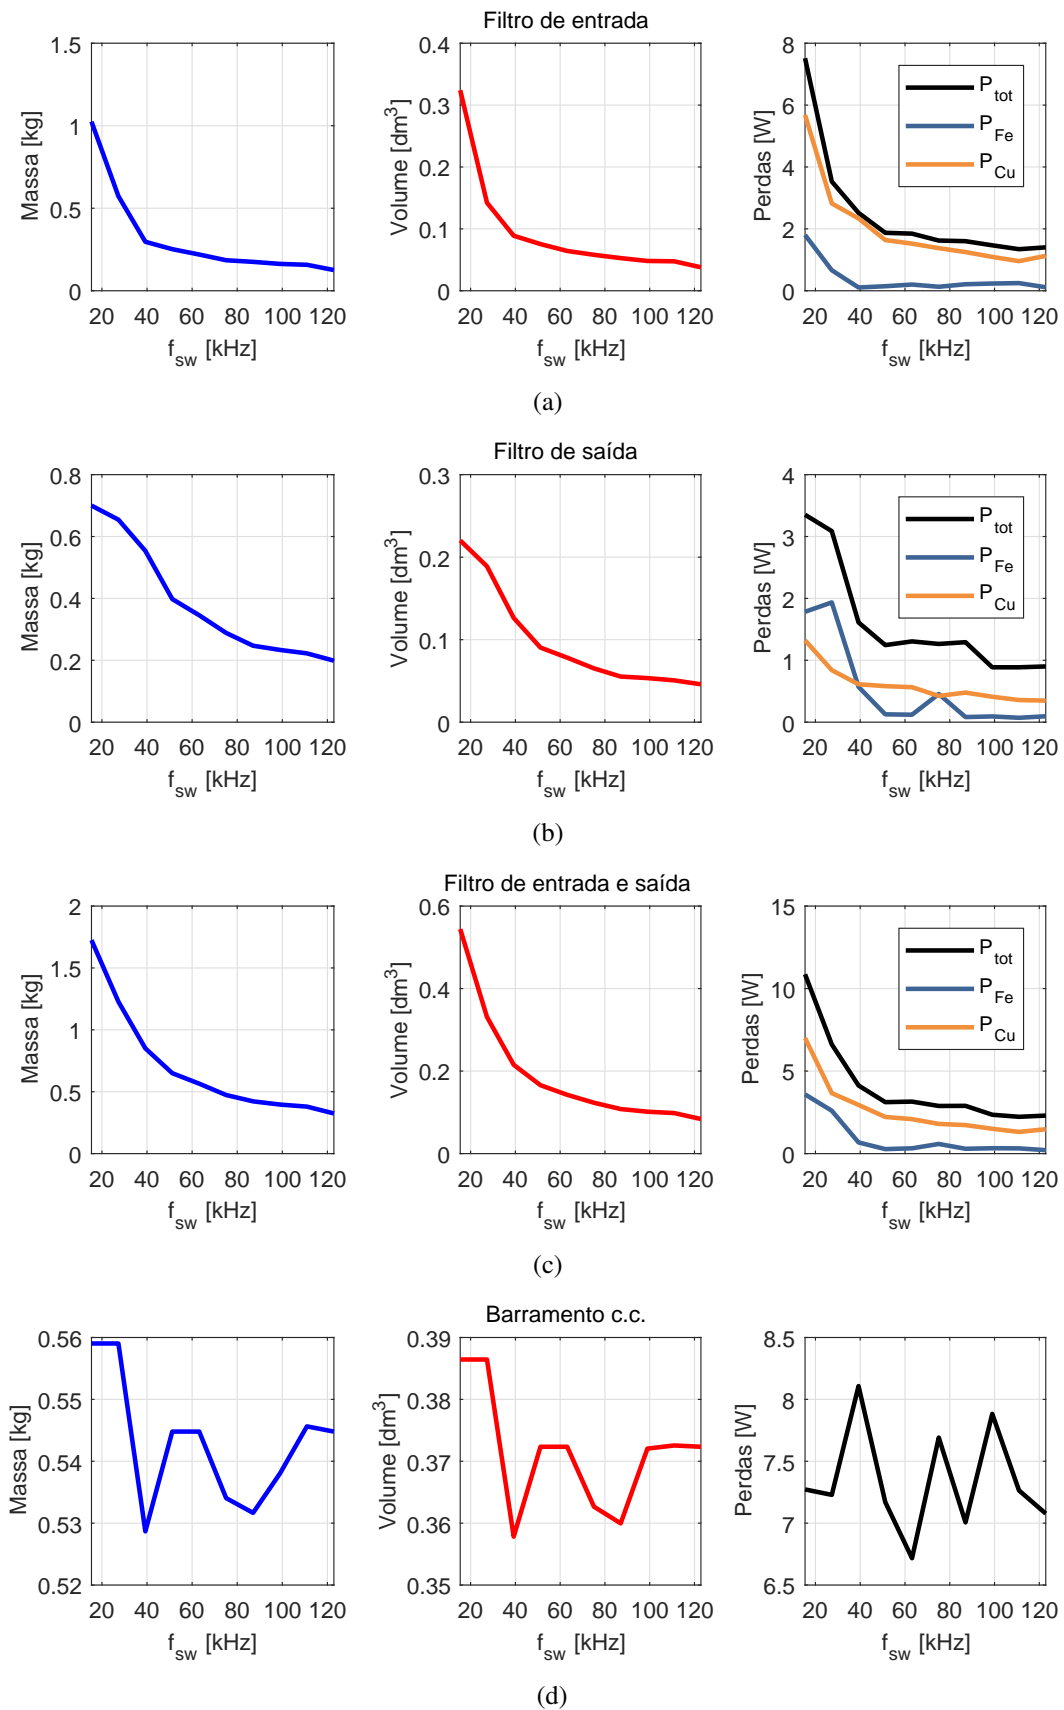 Filtro de entrada
Massa [kg]
1.5
1
0.5
0
20 40 60 80 100 120
f_sw [kHz]
Volume [dm³]
0.4
0.3
0.2
0.1
0
20 40 60 80 100 120
f_sw [kHz]
Perdas [W]
8
6
4
2
0
20 40 60 80 100 120
f_sw [kHz]
P_tot
P_Fe
P_Cu
(a)
Filtro de saída
Massa [kg]
0.8
0.6
0.4
0.2
0
20 40 60 80 100 120
f_sw [kHz]
Volume [dm³]
0.3
0.2
0.1
0
20 40 60 80 100 120
f_sw [kHz]
Perdas [W]
4
3
2
1
0
20 40 60 80 100 120
f_sw [kHz]
P_tot
P_Fe
P_Cu
(b)
Filtro de entrada e saída
Massa [kg]
2
1.5
1
0.5
0
20 40 60 80 100 120
f_sw [kHz]
Volume [dm³]
0.6
0.4
0.2
0
20 40 60 80 100 120
f_sw [kHz]
Perdas [W]
15
10
5
0
20 40 60 80 100 120
f_sw [kHz]
P_tot
P_Fe
P_Cu
(c)
Barramento c.c.
Massa [kg]
0.56
0.55
0.54
0.53
0.52
20 40 60 80 100 120
f_sw [kHz]
Volume [dm³]
0.39
0.38
0.37
0.36
0.35
20 40 60 80 100 120
f_sw [kHz]
Perdas [W]
8.5
8
7.5
7
6.5
20 40 60 80 100 120
f_sw [kHz]
(d)